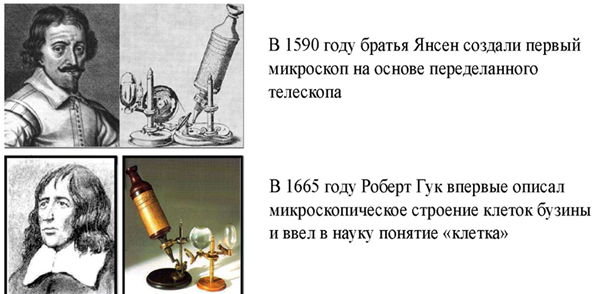 В 1590 году братья Янсен создали первый
микроскоп на основе переделанного
телескопа
В 1665 году Роберт Гук впервые описал
микроскопическое строение клеток бузины
и ввел в науку понятие «клетка»